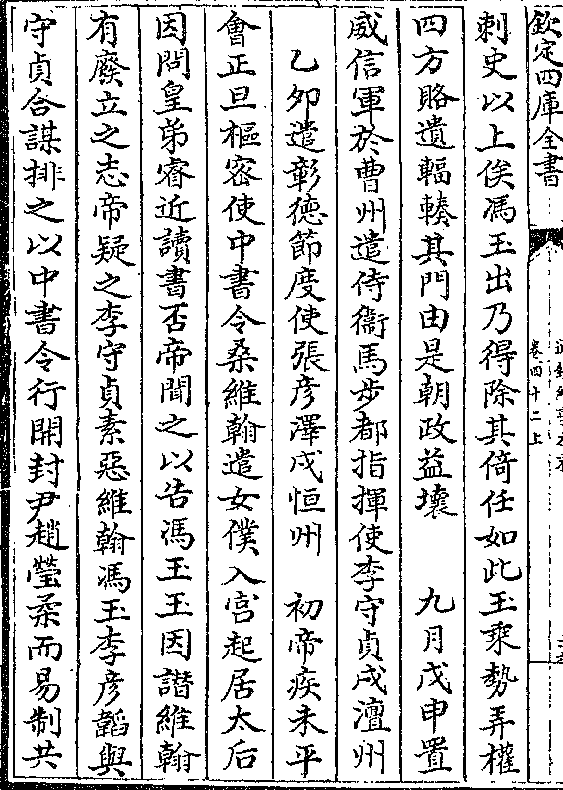 欽定四庫全書
卷四十二上
刺史以上俟馮玉出乃得除其倚任如此玉乘勢弄權
四方賂遺輻輳其門由是朝政益壞　九月戊申置
威信軍於曹州遣侍衛馬步都指揮使李守貞戍澶州
乙卯遣彰德節度使張彥澤戍恒州　初帝疾未平
會正旦樞密使中書令桑維翰遣女僕入宮起居太后
因問皇弟睿近讀書否帝聞之以告馮玉玉因譖維翰
有廢立之志帝疑之李守貞素惡維翰馮玉李彥韜與
守貞合謀排之以中書令行開封尹趙瑩柔而易制共